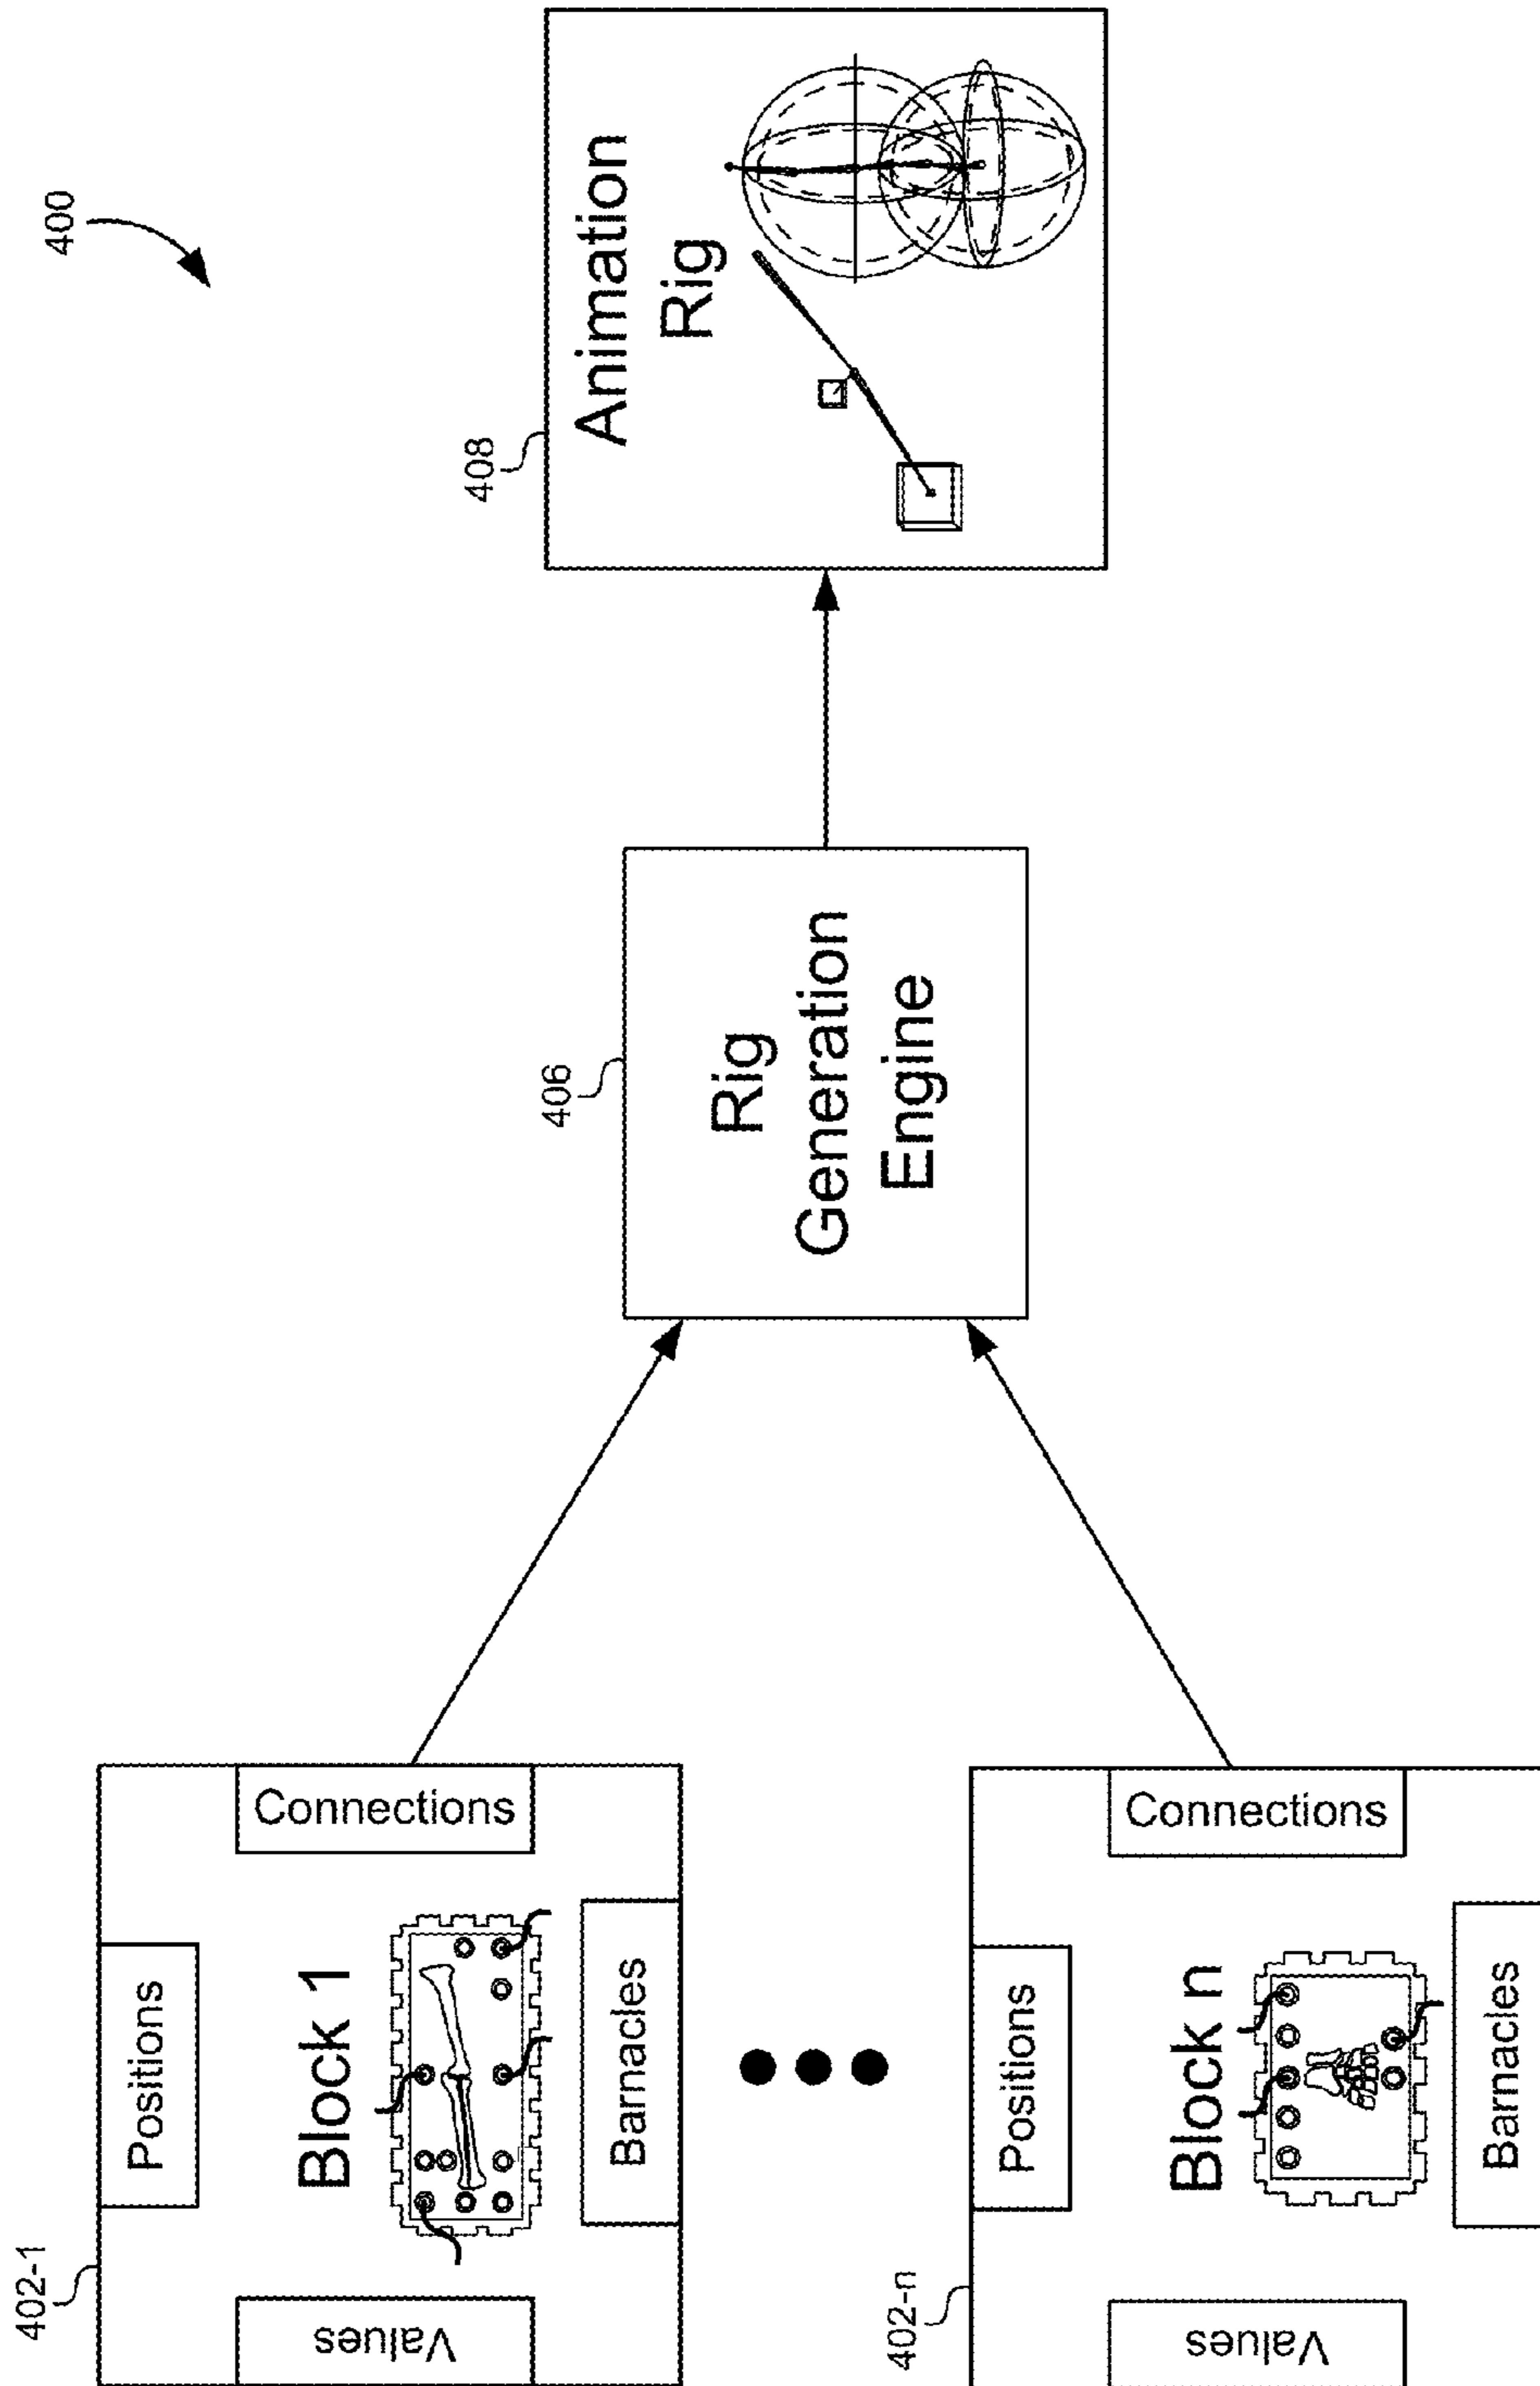 400
402-1
Positions
Values
Block 1
Connections
Barnacles
402-n
Positions
Values
Block n
Connections
Barnacles
406
Rig
Generation
Engine
408
Animation
Rig